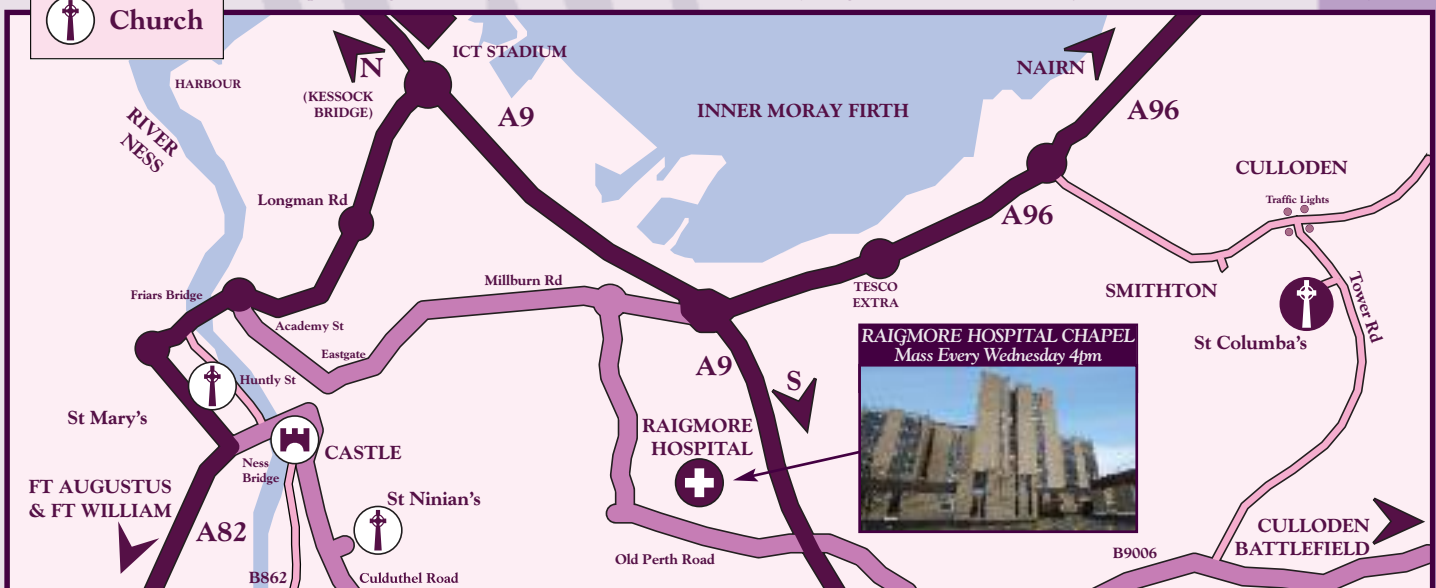 Church
ICT STADIUM
HARBOUR
N
(KESSOCK
BRIDGE)
NAIRN
A9
INNER MORAY FIRTH
A96
RIVER
NESS
CULLODEN
Longman Rd
Traffic Lights
A96
Millburn Rd
Friars Bridge
TESCO
EXTRA
SMITHTON
Tower Rd
Academy St
St Columba's
RAIGMORE HOSPITAL CHAPEL
Mass Every Wednesday 4pm
Eastgate
A9
Huntly St
S
St Mary's
RAIGMORE
HOSPITAL
CASTLE
Ness
Bridge
FT AUGUSTUS
& FT WILLIAM
St Ninian's
A82
CULLODEN
BATTLEFIELD
B9006
Old Perth Road
B862
Culduthel Road